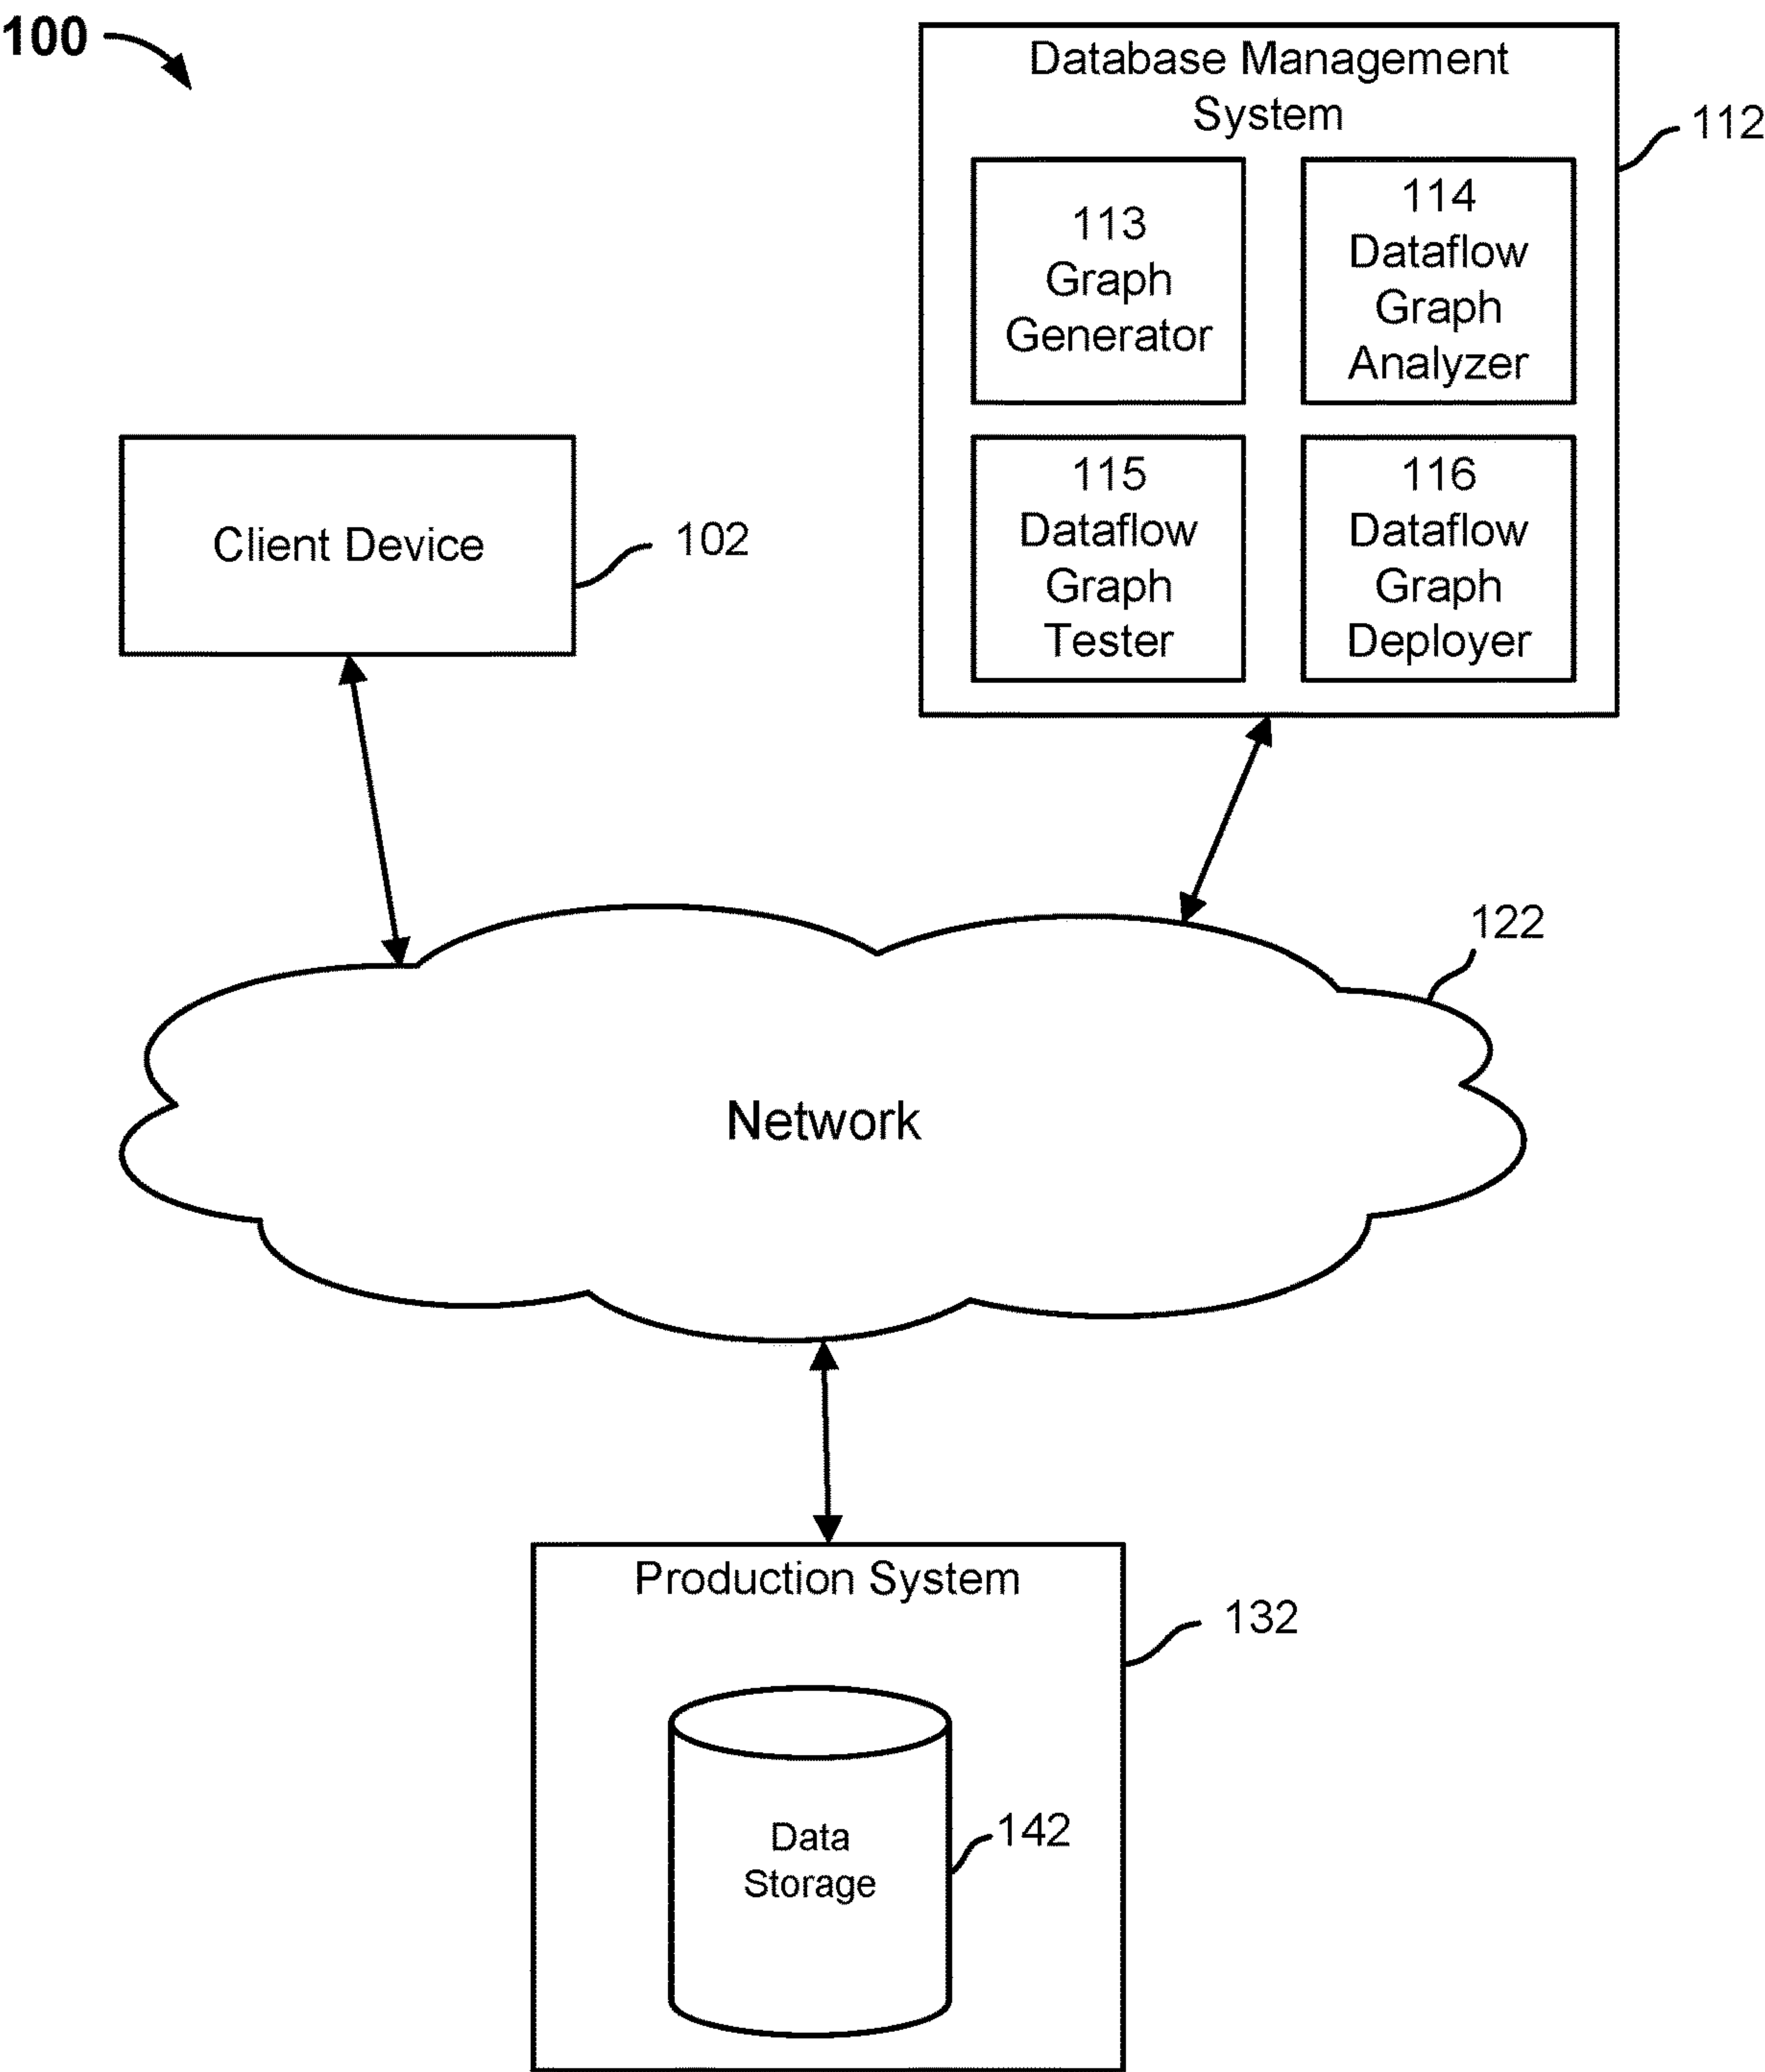 100
Database Management
System
112
113
Graph
Generator
114
Dataflow
Graph
Analyzer
115
Dataflow
Graph
Tester
116
Dataflow
Graph
Deployer
Client Device
102
122
Network
Production System
132
Data
Storage
142